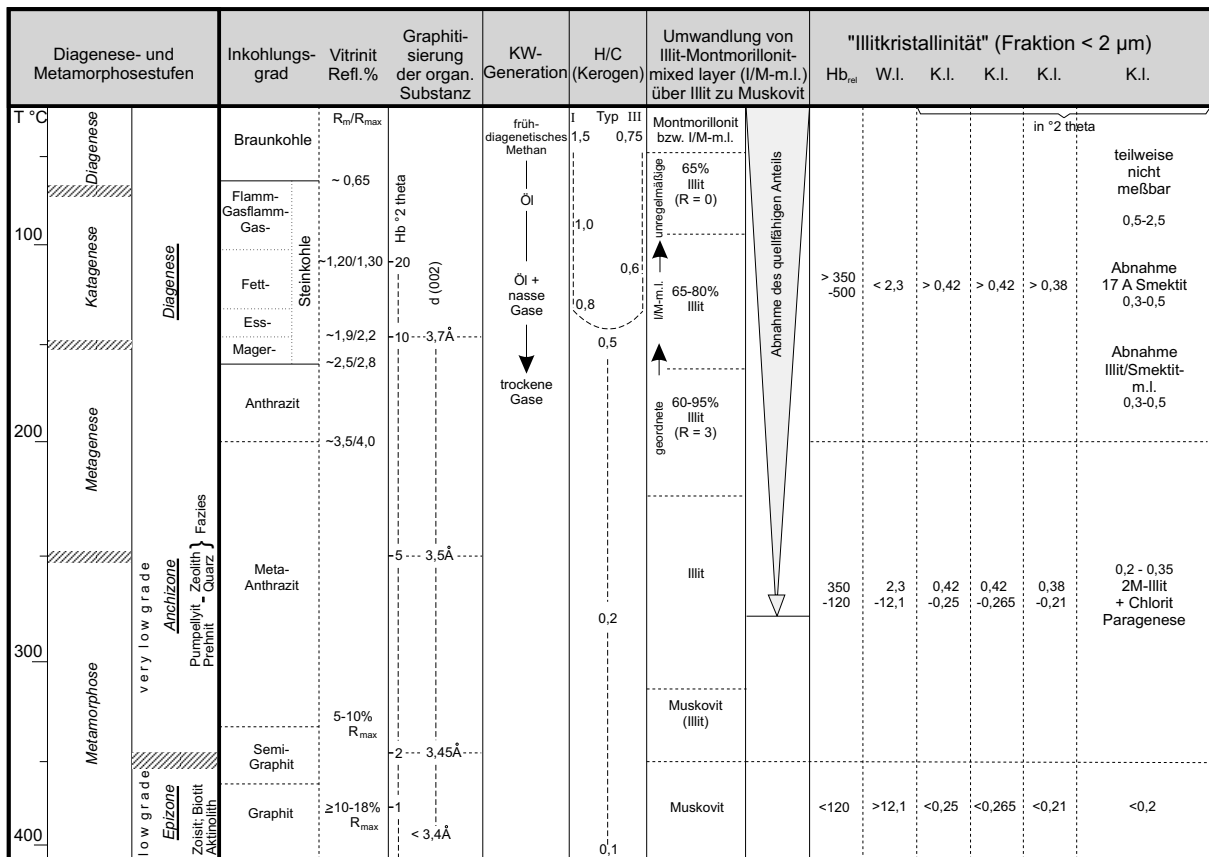 Diagenese- und
Metamorphosestufen
Inkohlungs-
grad
Vitrinit
Refl.%
Graphiti-
sierung
der organ.
Substanz
KW-
Generation
H/C
(Kerogen)
Umwandlung von
Illit-Montmorillonit-
mixed layer (I/M-m.l.)
über Illit zu Muskovit
"Illitkristallinität" (Fraktion < 2 µm)
Hbrel W.I. K.I. K.I. K.I. K.I.
in °2 theta
T °C
100
200
300
400
Diagenese
Katagenese
Metagenese
Metamorphose
Diagenese
very low grade
Anchizone
Pumpellyit - Zeolith } Fazies
Prehnit Quarz
low grade
Epizone
Zoisit; Biotit
Aktinolith
Braunkohle
Flamm-
Gasflamm-
Gas-
Fett-
Ess-
Mager-
Steinkohle
Anthrazit
Meta-
Anthrazit
Semi-
Graphit
Graphit
Rm/Rmax
~ 0,65
~1,20/1,30
~1,9/2,2
~2,5/2,8
~3,5/4,0
5-10%
Rmax
≥10-18%
Rmax
Hb °2 theta
20
10
5
2
1
d (002)
3,7Å
3,5Å
3,45Å
< 3,4Å
früh-
diagenetisches
Methan
Öl
Öl +
nasse
Gase
trockene
Gase
I Typ III
1,5 0,75
1,0
0,6
0,8
0,5
0,2
0,1
Montmorillonit
bzw. I/M-m.l.
unregelmäßige
I/M-m.l.
geordnete
65%
Illit
(R = 0)
65-80%
Illit
60-95%
Illit
(R = 3)
Illit
Muskovit
(Illit)
Muskovit
Abnahme des quellfähigen Anteils
> 350
-500
< 2,3
> 0,42
> 0,42
> 0,38
teilweise
nicht
meßbar
0,5-2,5
Abnahme
17 A Smektit
0,3-0,5
Abnahme
Illit/Smektit-
m.l.
0,3-0,5
350
-120
2,3
-12,1
0,42
-0,25
0,42
-0,265
0,38
-0,21
0,2 - 0,35
2M-Illit
+ Chlorit
Paragenese
<120 >12,1 <0,25 <0,265 <0,21 <0,2